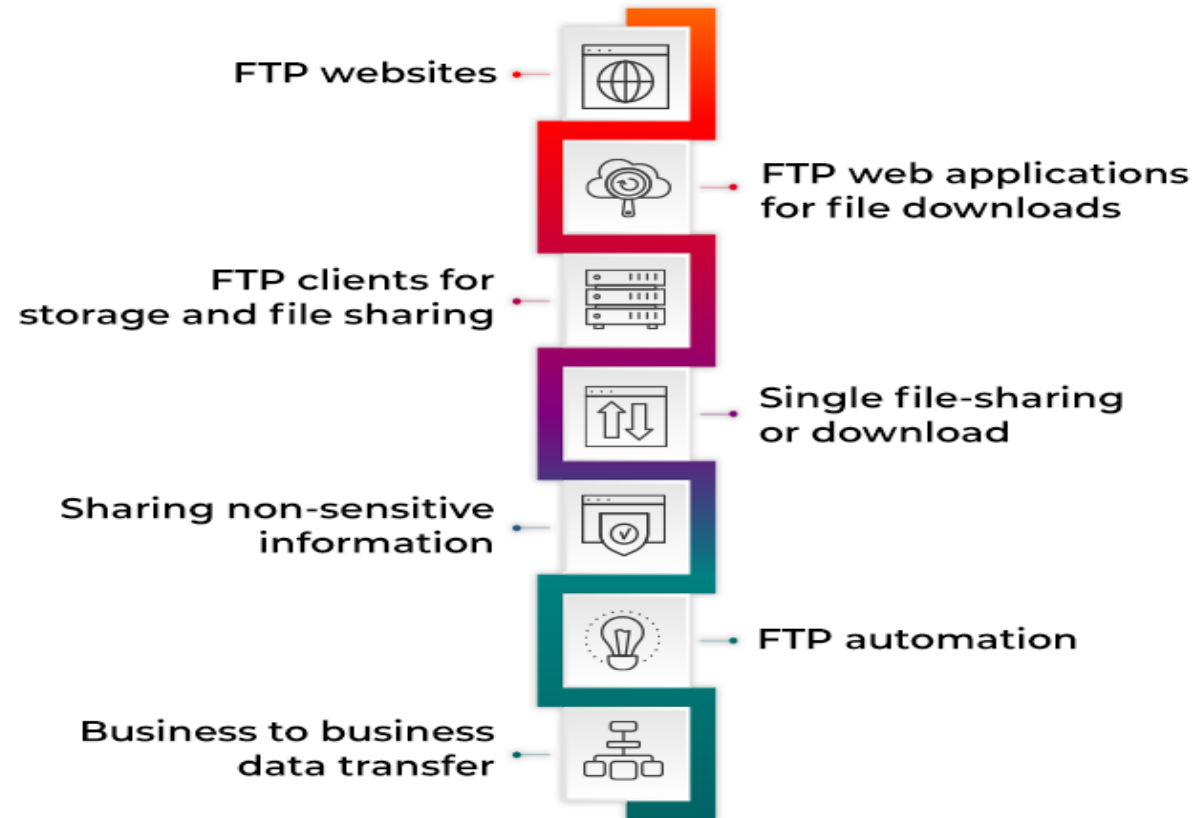 FTP websites
FTP web applications
for file downloads
FTP clients for
storage and file sharing
Single file-sharing
or download
Sharing non-sensitive
information
FTP automation
Business to business
data transfer